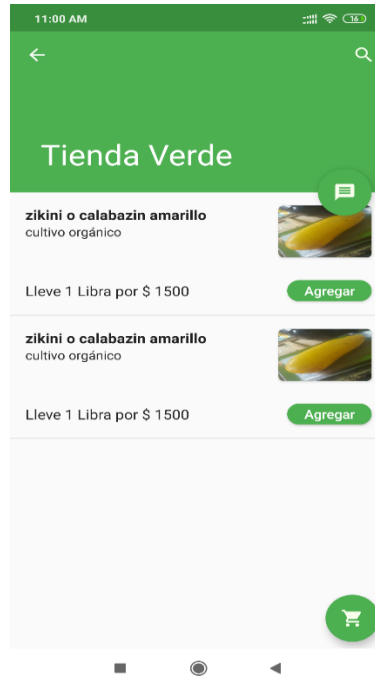 11:00 AM
16
Tienda Verde
zikini o calabazin amarillo
cultivo orgánico
Lleve 1 Libra por $ 1500
Agregar
zikini o calabazin amarillo
cultivo orgánico
Lleve 1 Libra por $ 1500
Agregar